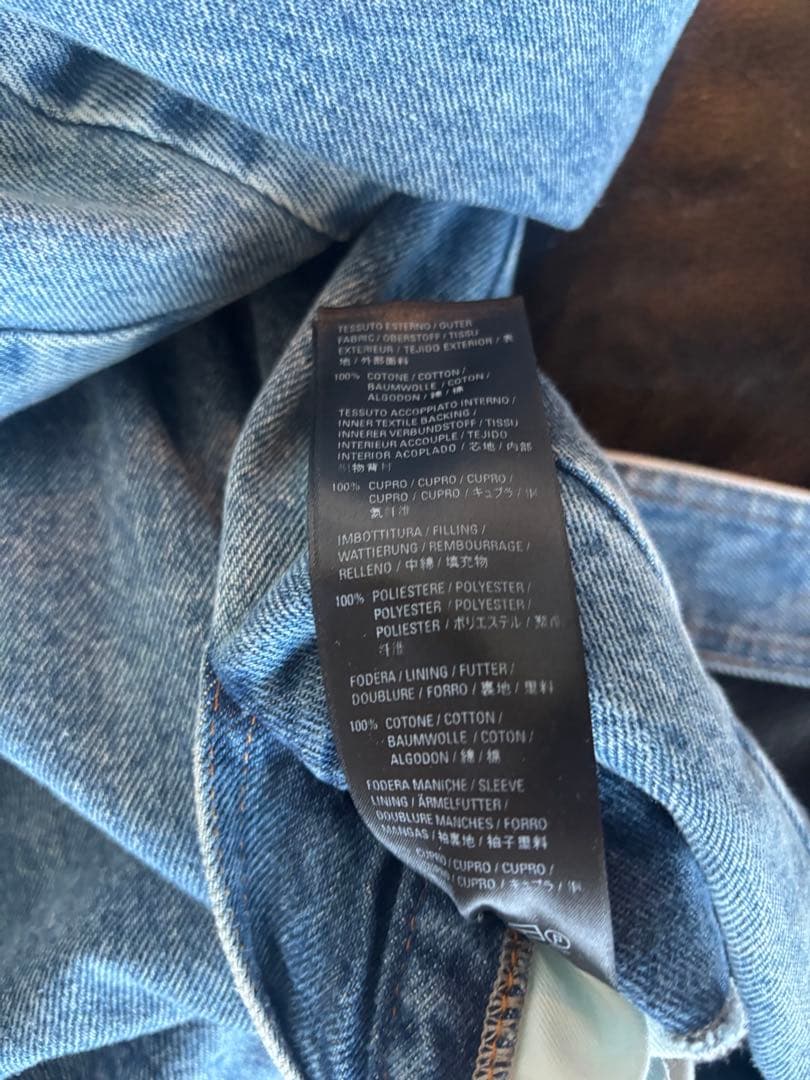 TESSUTO ESTERNO / OUTER
FABRIC / OBERSTOFF / TISSU
EXTERIEUR / TEJIDO EXTERIOR / 表
地 / 外部面料
100% COTONE / COTTON /
BAUMWOLLE / COTON /
ALGODON / 綿 / 棉
TESSUTO ACCOPPIATO INTERNO /
INNER TEXTILE BACKING /
INNERER VERBUNDSTOFF / TISSU
INTERIEUR ACCOUPLE / TEJIDO
INTERIOR ACOPLADO / 芯地 / 内部
100% CUPRO / CUPRO / CUPRO /
CUPRO / CUPRO / キュプラ /
IMBOTTITURA / FILLING /
WATTIERUNG / REMBOURRAGE /
RELLENO / 中綿 / 填充物
100% POLIESTERE / POLYESTER /
POLYESTER / POLYESTER /
POLIESTER / ポリエステル /
FODERA / LINING / FUTTER /
DOUBLURE / FORRO / 裏地 / 里料
100% COTONE / COTTON /
BAUMWOLLE / COTON /
ALGODON / 綿 / 棉
FODERA MANICHE / SLEEVE
LINING / ÄRMELFUTTER /
DOUBLURE MANCHES / FORRO
MANGAS / 袖裏地 / 袖子里料
CUPRO / CUPRO / CUPRO /
CUPRO / CUPRO / キュプラ /